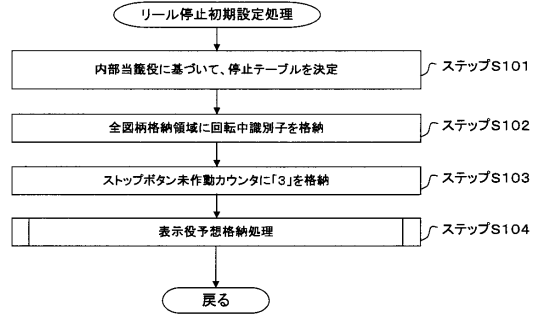 リール停止初期設定処理
内部当籤役に基づいて、停止テーブルを決定
ステップS101
全図柄格納領域に回転中識別子を格納
ステップS102
ストップボタン未作動カウンタに「3」を格納
ステップS103
表示役予想格納処理
ステップS104
戻る